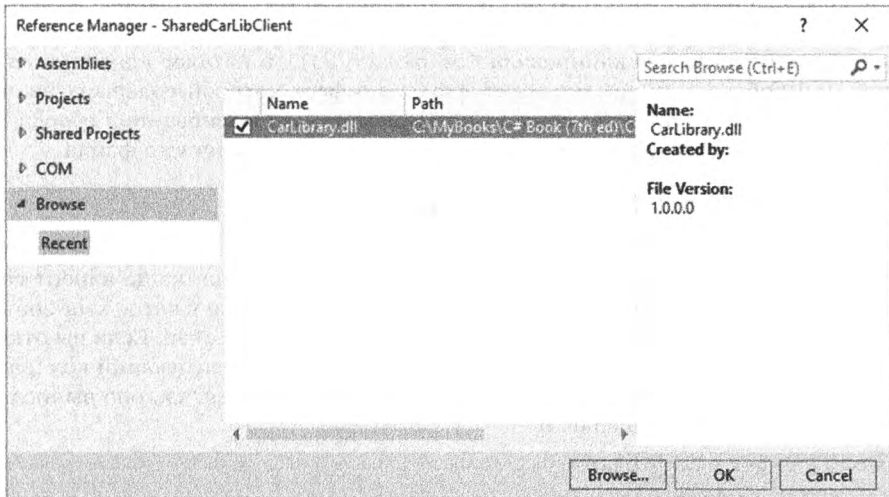 Reference Manager - SharedCarLibClient
? ×
Assemblies
Projects
Shared Projects
COM
Browse
Recent
Name Path
CarLibrary.dll C:\MyBooks\C# Book (7th ed)\C
Search Browse (Ctrl+E)
Name:
CarLibrary.dll
Created by:
File Version:
1.0.0.0
Browse... OK Cancel